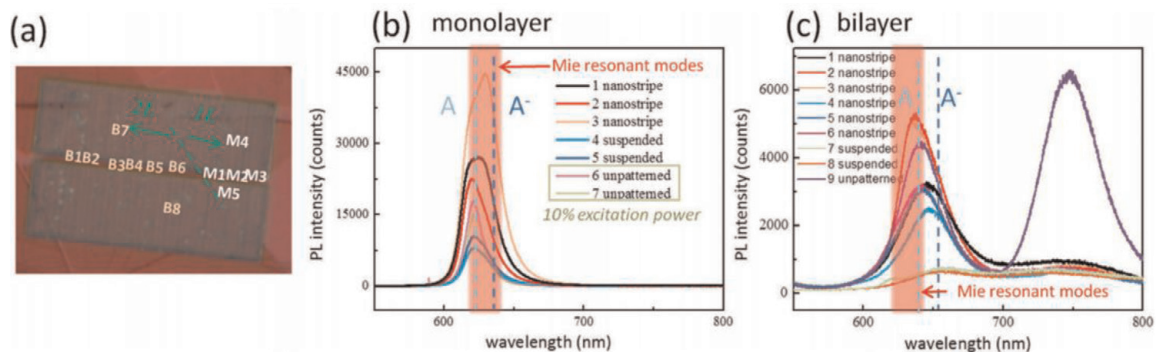 (a)
2L
1L
B7
M4
B1B2
B3B4
B5
B6
M1M2M3
M5
B8
(b) monolayer
45000
30000
15000
0
600
700
800
PL intensity (counts)
wavelength (nm)
A
A⁻
Mie resonant modes
1 nanostripe
2 nanostripe
3 nanostripe
4 suspended
5 suspended
6 unpatterned
7 unpatterned
10% excitation power
(c) bilayer
6000
4000
2000
0
600
700
800
PL intensity (counts)
wavelength (nm)
1 nanostripe
2 nanostripe
3 nanostripe
4 nanostripe
5 nanostripe
6 nanostripe
7 suspended
8 suspended
9 unpatterned
A
A⁻
Mie resonant modes